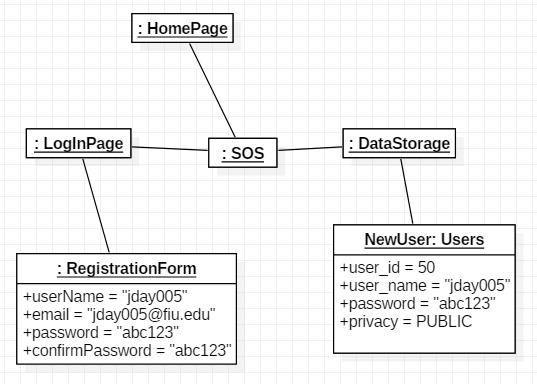 : HomePage
: LogInPage
: SOS
: DataStorage
: RegistrationForm
+userName = "jday005"
+email = "jday005@fiu.edu"
+password = "abc123"
+confirmPassword = "abc123"
NewUser: Users
+user_id = 50
+user_name = "jday005"
+password = "abc123"
+privacy = PUBLIC